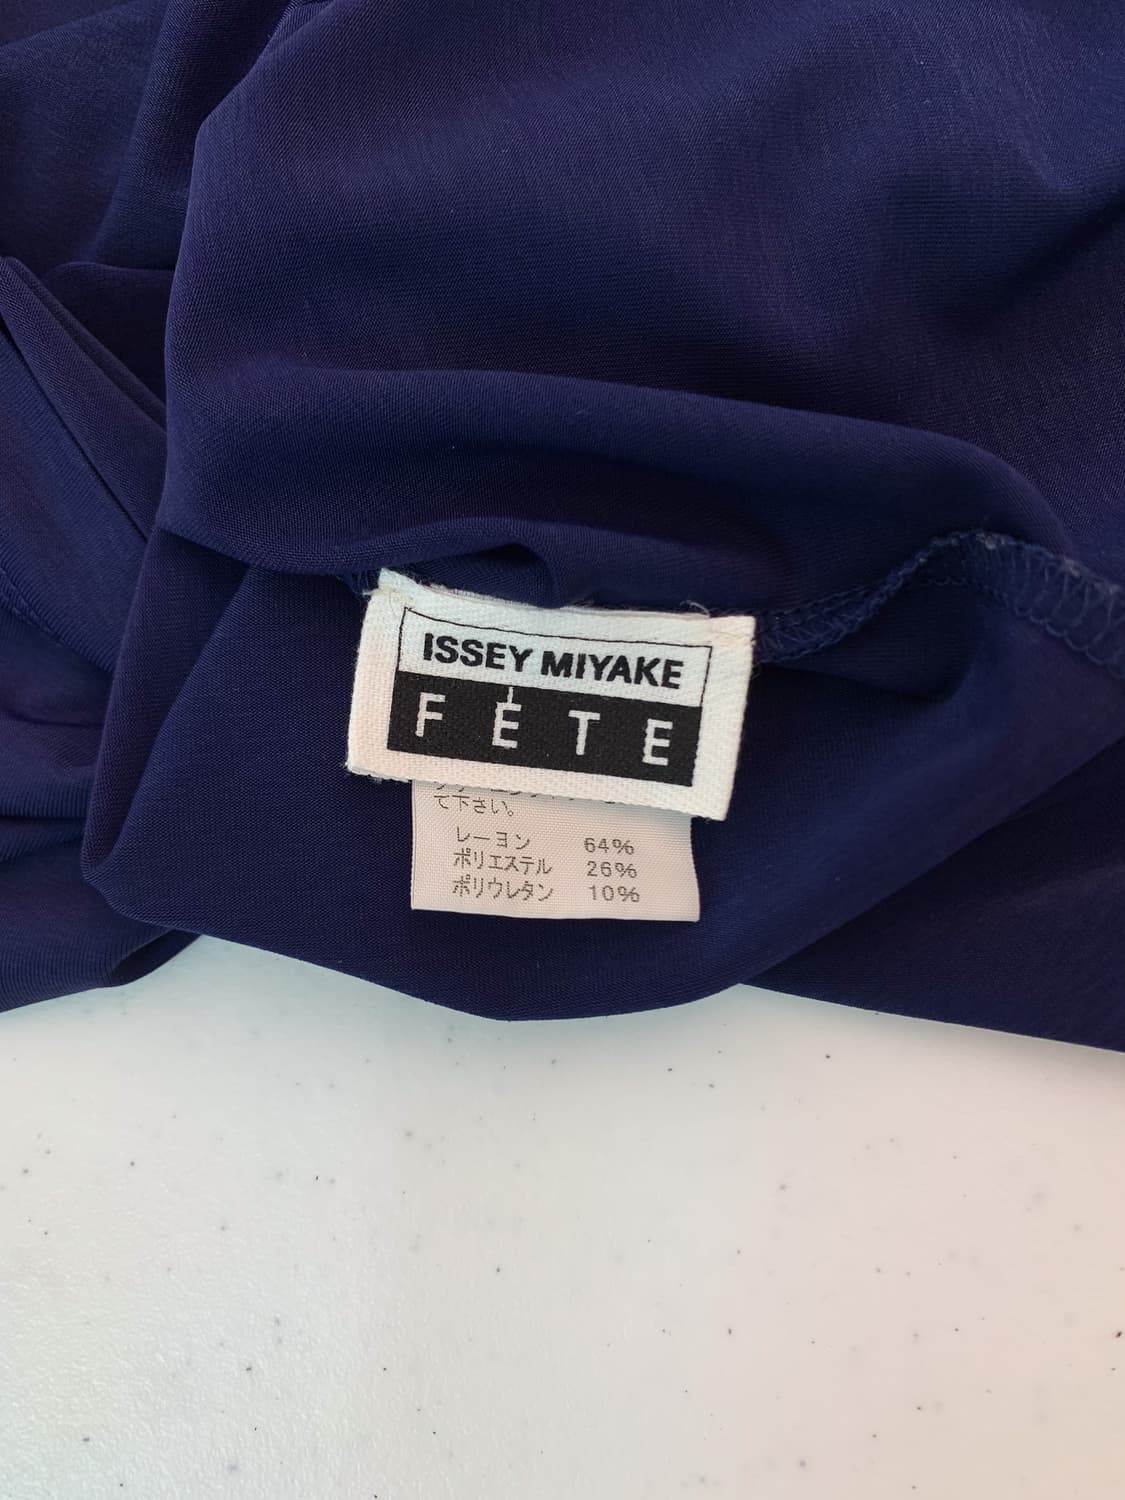 ISSEY MIYAKE
FÊTE
て下さい。
レーヨン 64%
ポリエステル 26%
ポリウレタン 10%